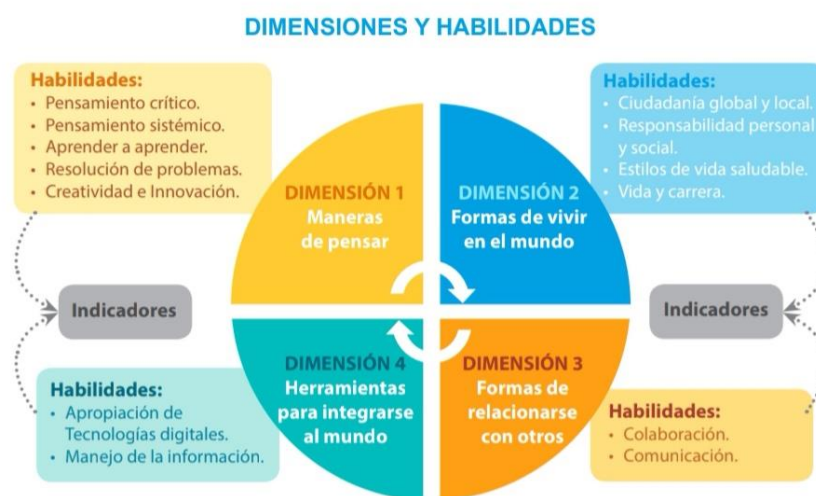 DIMENSIONES Y HABILIDADES
Habilidades:
• Pensamiento crítico.
• Pensamiento sistémico.
• Aprender a aprender.
• Resolución de problemas.
• Creatividad e Innovación.
DIMENSIÓN 1
Maneras
de pensar
DIMENSIÓN 2
Formas de vivir
en el mundo
Habilidades:
• Ciudadanía global y local.
• Responsabilidad personal
y social.
• Estilos de vida saludable.
• Vida y carrera.
Indicadores
Indicadores
Habilidades:
• Apropiación de
Tecnologías digitales.
• Manejo de la información.
DIMENSIÓN 4
Herramientas
para integrarse
al mundo
DIMENSIÓN 3
Formas de
relacionarse
con otros
Habilidades:
• Colaboración.
• Comunicación.